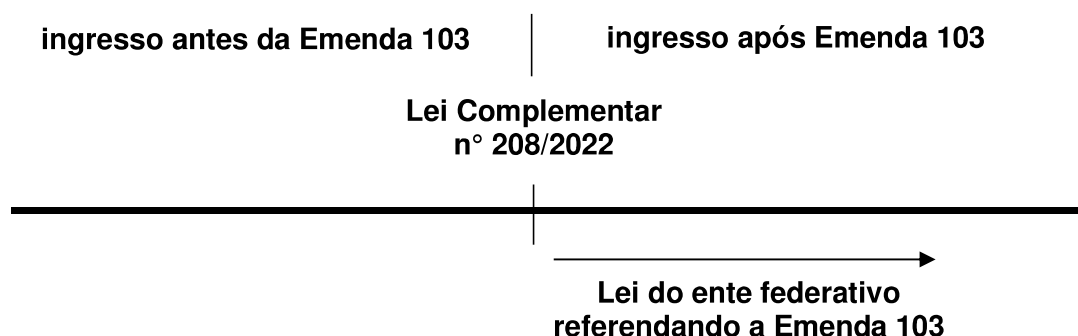 ingresso antes da Emenda 103
ingresso após Emenda 103
Lei Complementar
n° 208/2022
Lei do ente federativo
referendando a Emenda 103